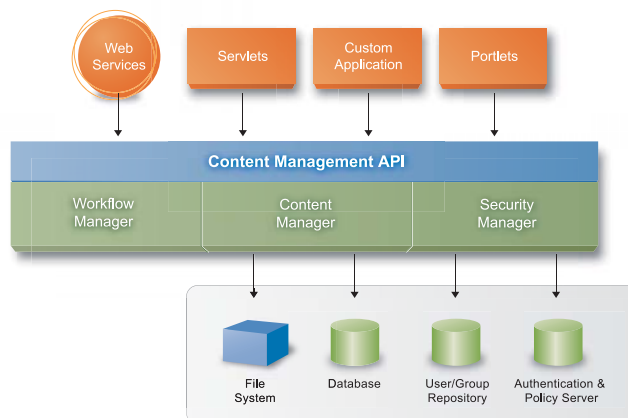 Web
Services
Servlets
Custom
Application
Portlets
Content Management API
Workflow
Manager
Content
Manager
Security
Manager
File
System
Database
User/Group
Repository
Authentication &
Policy Server